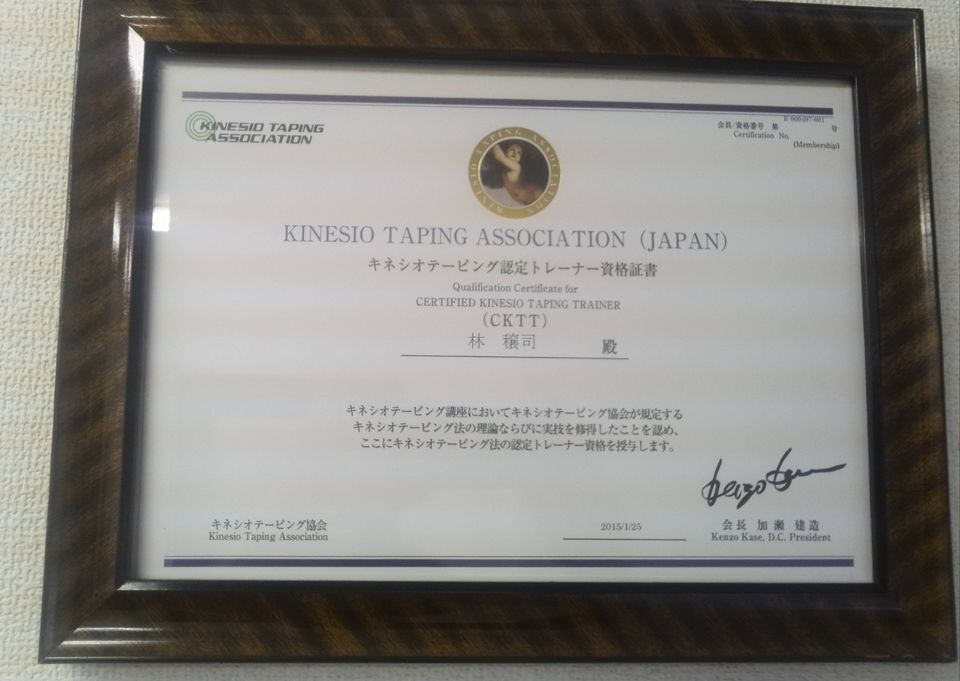 KINESIO TAPING
ASSOCIATION
会員/資格番号 第 号
Certification No.
(Membership)
KINESIO TAPING ASSOCIATION
KINESIO TAPING ASSOCIATION (JAPAN)
キネシオテーピング認定トレーナー資格証書
Qualification Certificate for
CERTIFIED KINESIO TAPING TRAINER
(CKTT)
林 穣司 殿
キネシオテーピング講座においてキネシオテーピング協会が規定する
キネシオテーピング法の理論ならびに実技を修得したことを認め、
ここにキネシオテーピング法の認定トレーナー資格を授与します。
キネシオテーピング協会
Kinesio Taping Association
2015/1/25
会長 加瀬 建造
Kenzo Kase, D.C. President